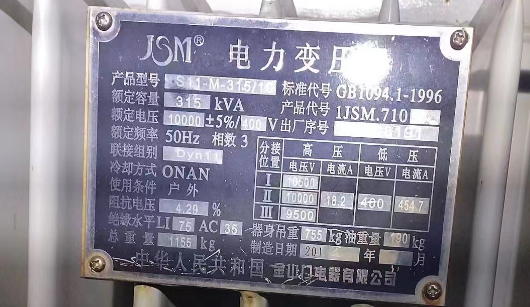 JSM® 电力变压
产品型号 S11-M-315/10 标准代号 GB1094.1-1996
额定容量 315 kVA 产品代号 1JSM.710
额定电压 10000±5%/400 V 出厂序号
额定频率 50Hz 相数 3
联接组别 Dyn11
冷却方式 ONAN
使用条件 户外
阻抗电压 4.29 %
绝缘水平 LI 75 AC 35
总重量 1155 kg
分接位置 高压 低压
电压V 电流A 电压V 电流A
I 10500
II 10000 18.2 400 454.7
III 9500
器身吊重 755 kg 油重量 190 kg
制造日期 201 年 月
中华人民共和国 电器有限公司